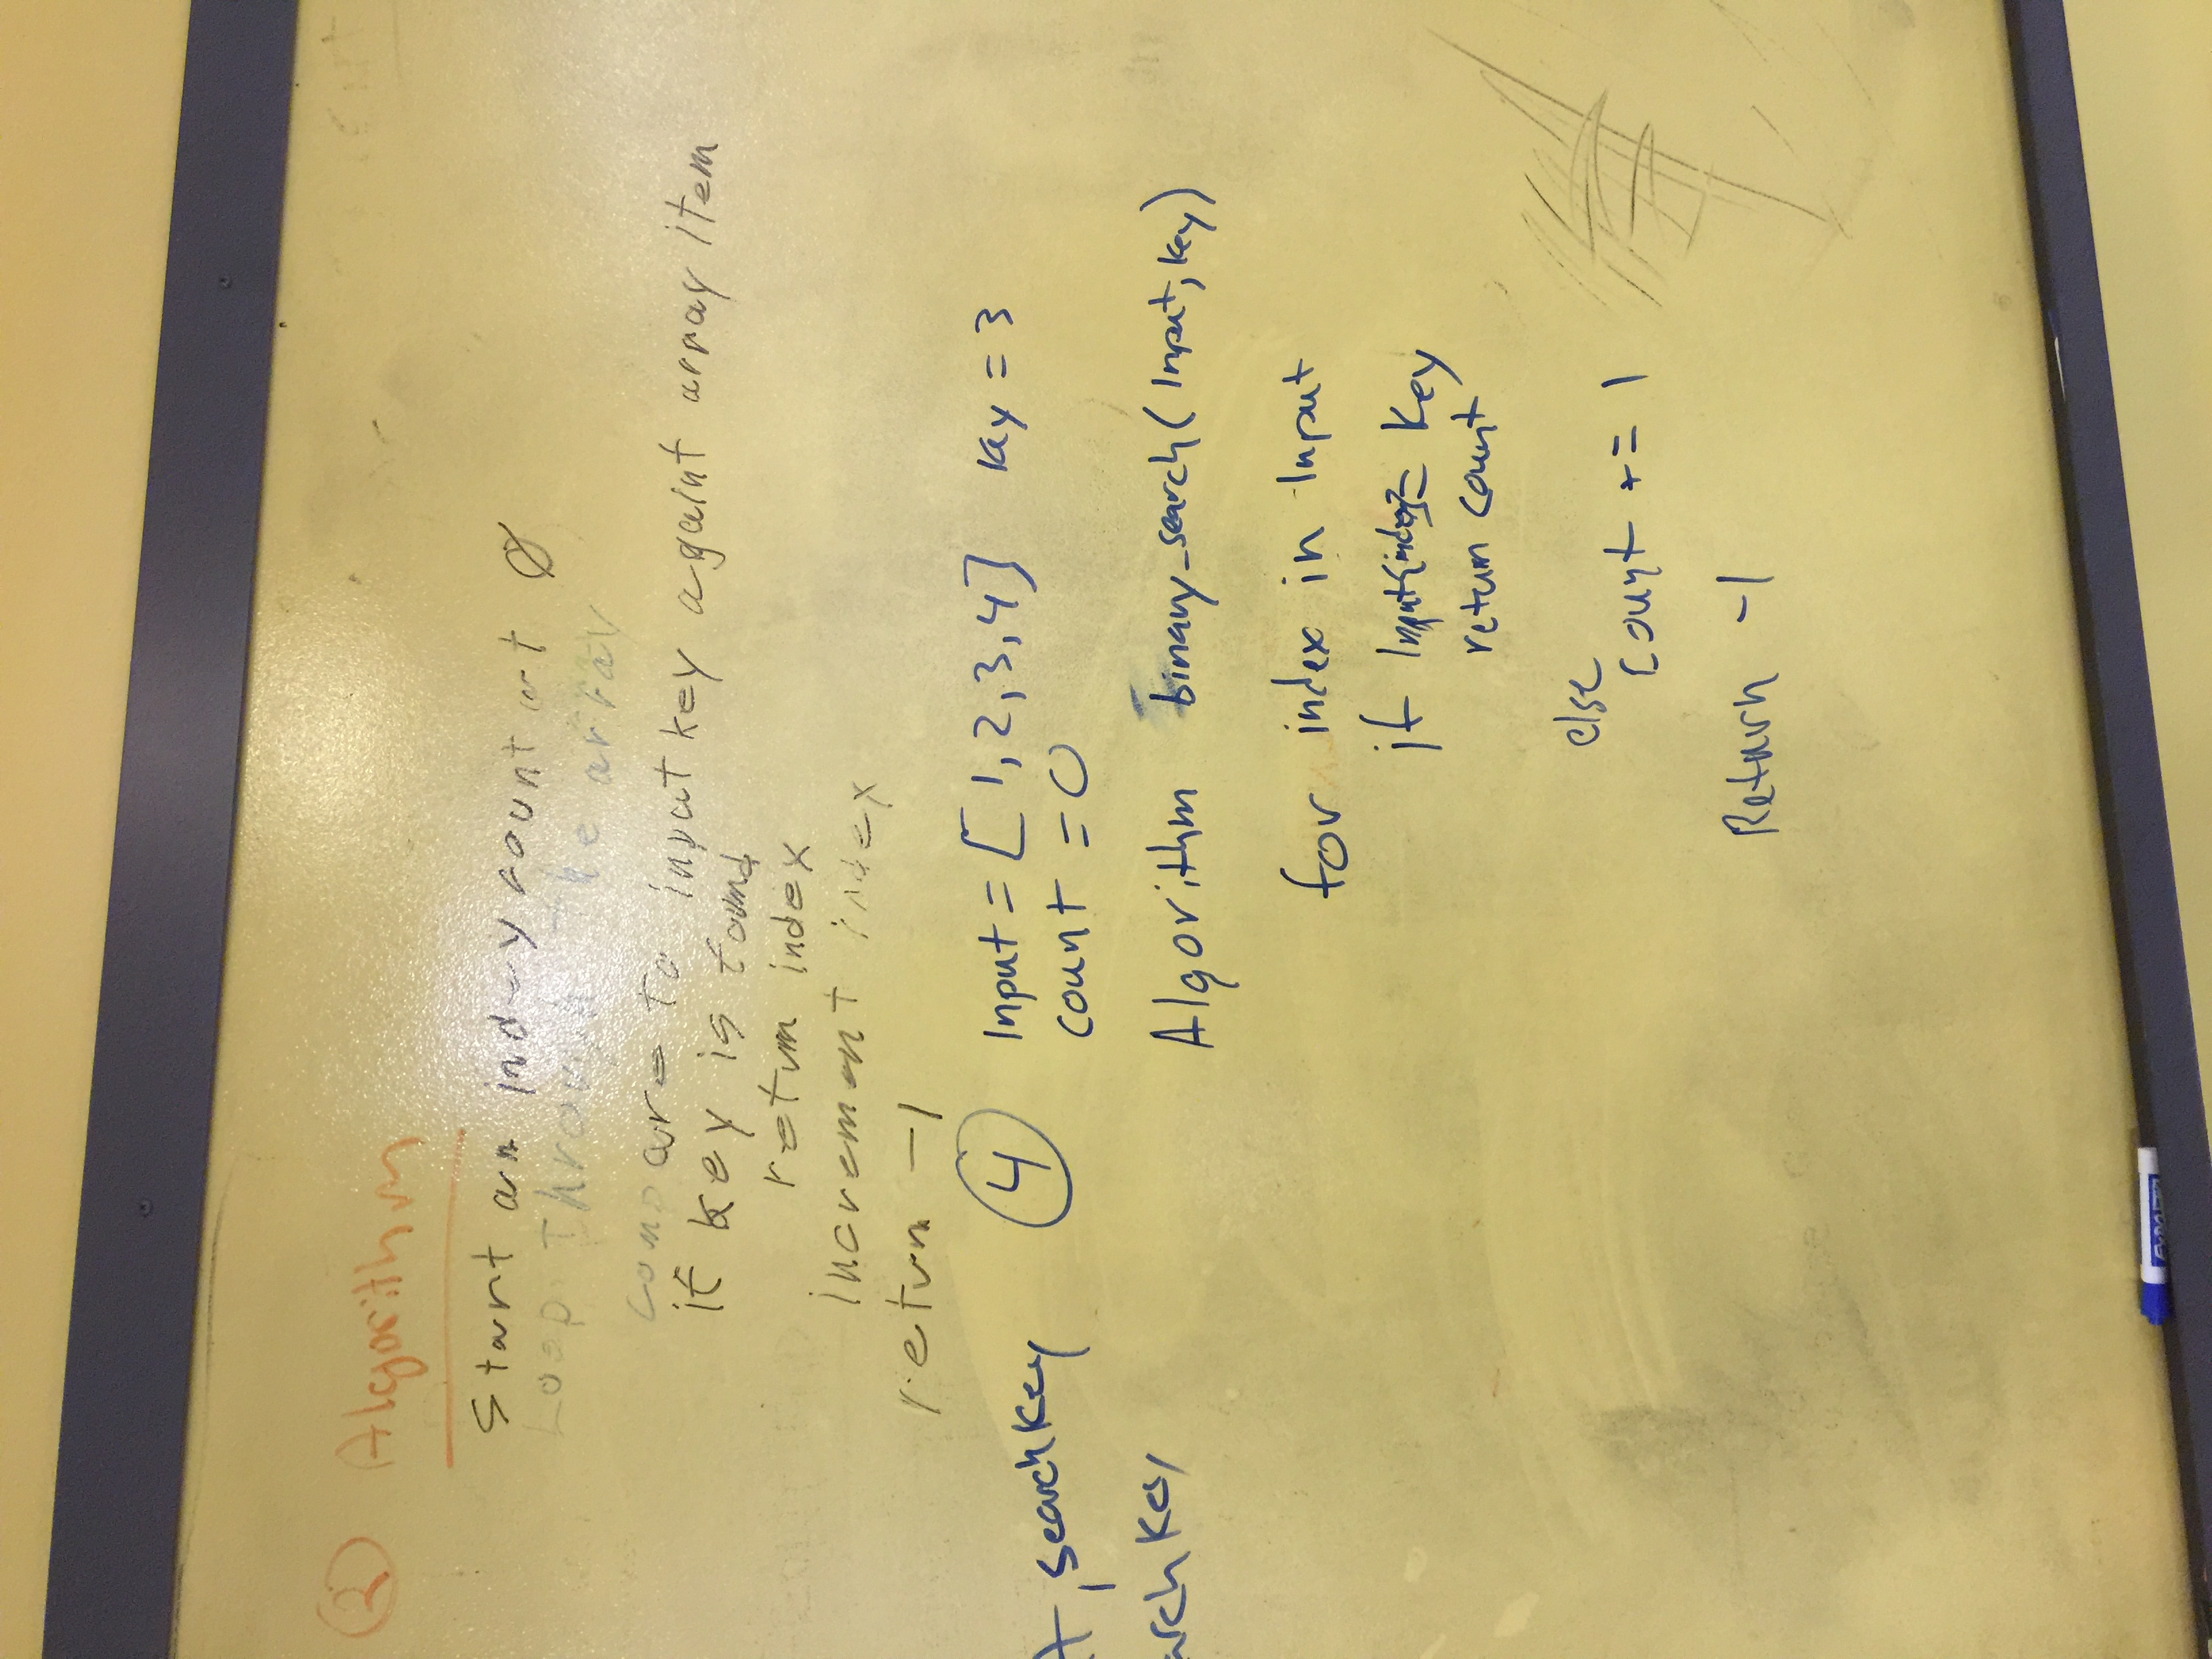 2 Algorithm
Start an index count at 0
Loop Through the array
compare to input key againt array item
if key is found
return index
increment index
return -1
4 Input = [1,2,3,4] key = 3
, searchKey
count = 0
Key
Algorithm binary_search(Input, key)
for index in Input
if Input[index] = Key
return count
else
count += 1
Return -1
EXPO